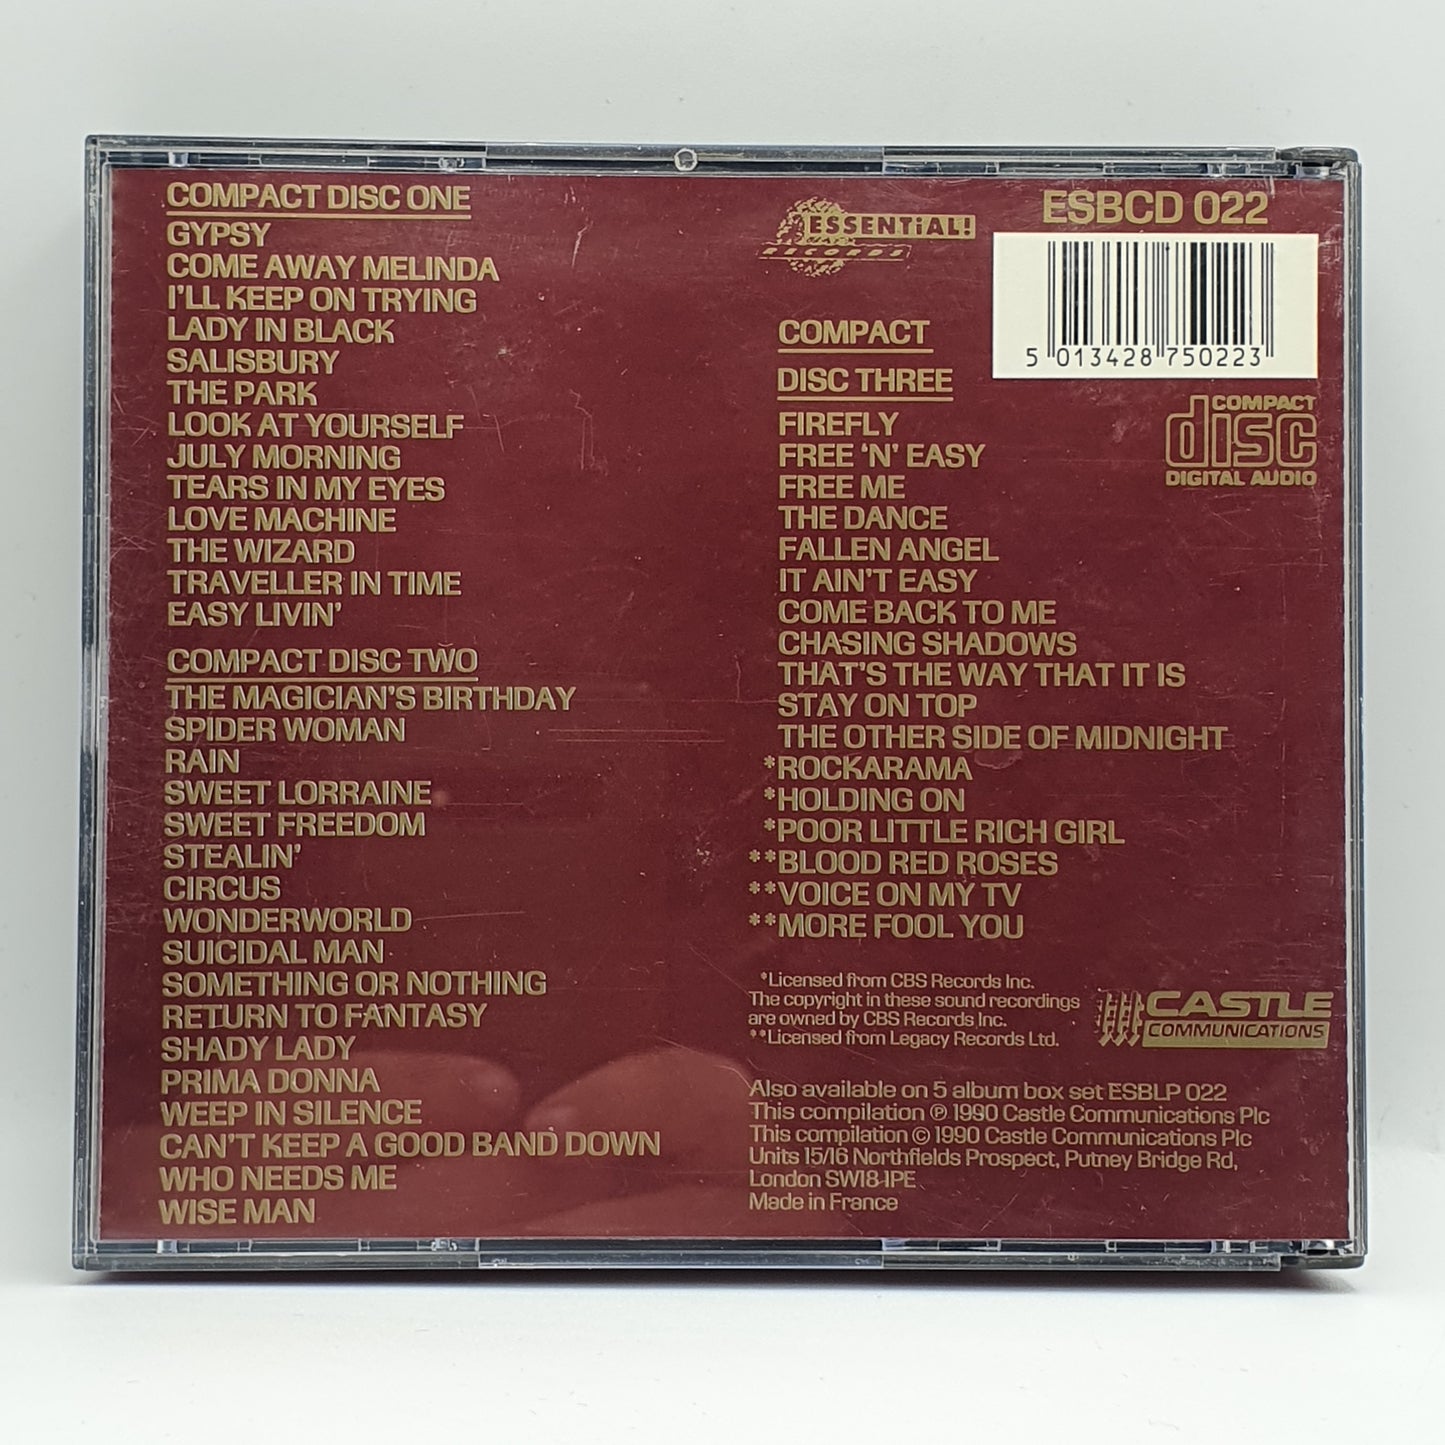 COMPACT DISC ONE
GYPSY
COME AWAY MELINDA
I'LL KEEP ON TRYING
LADY IN BLACK
SALISBURY
THE PARK
LOOK AT YOURSELF
JULY MORNING
TEARS IN MY EYES
LOVE MACHINE
THE WIZARD
TRAVELLER IN TIME
EASY LIVIN'
COMPACT DISC TWO
THE MAGICIAN'S BIRTHDAY
SPIDER WOMAN
RAIN
SWEET LORRAINE
SWEET FREEDOM
STEALIN'
CIRCUS
WONDERWORLD
SUICIDAL MAN
SOMETHING OR NOTHING
RETURN TO FANTASY
SHADY LADY
PRIMA DONNA
WEEP IN SILENCE
CAN'T KEEP A GOOD BAND DOWN
WHO NEEDS ME
WISE MAN
ESSENTiAL!
RECORDS
ESBCD 022
5 013428 750223
COMPACT
disc
DIGITAL AUDIO
COMPACT
DISC THREE
FIREFLY
FREE 'N' EASY
FREE ME
THE DANCE
FALLEN ANGEL
IT AIN'T EASY
COME BACK TO ME
CHASING SHADOWS
THAT'S THE WAY THAT IT IS
STAY ON TOP
THE OTHER SIDE OF MIDNIGHT
*ROCKARAMA
*HOLDING ON
*POOR LITTLE RICH GIRL
**BLOOD RED ROSES
**VOICE ON MY TV
**MORE FOOL YOU
*Licensed from CBS Records Inc.
The copyright in these sound recordings
are owned by CBS Records Inc.
**Licensed from Legacy Records Ltd.
CASTLE
COMMUNICATIONS
Also available on 5 album box set ESBLP 022
This compilation ℗ 1990 Castle Communications Plc
This compilation © 1990 Castle Communications Plc
Units 15/16 Northfields Prospect, Putney Bridge Rd,
London SW18 1PE
Made in France